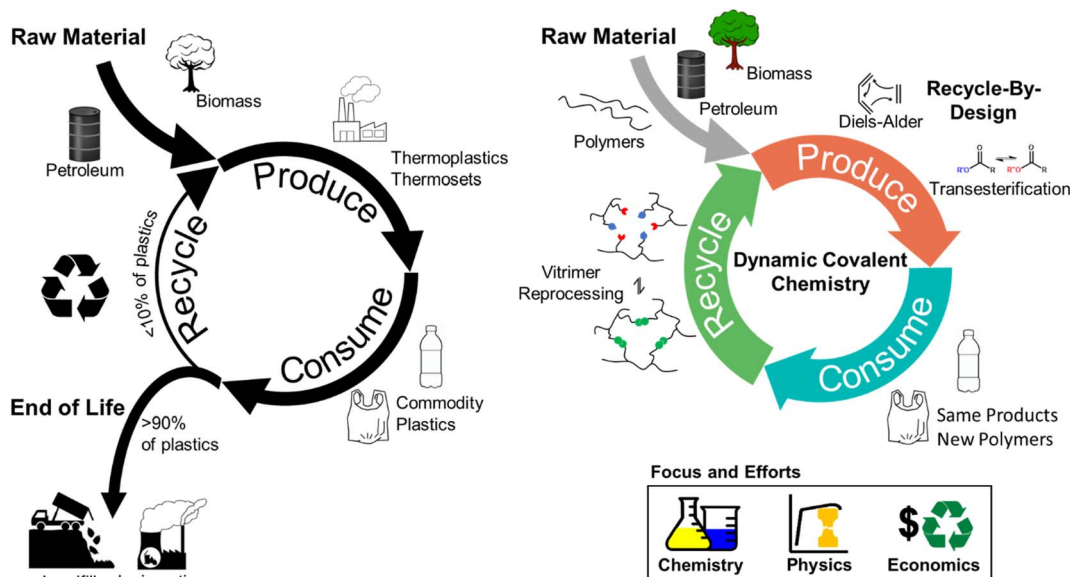 Raw Material
Biomass
Petroleum
Thermoplastics
Thermosets
Produce
Consume
Recycle
<10% of plastics
Commodity
Plastics
End of Life
>90%
of plastics
Raw Material
Biomass
Petroleum
Polymers
Diels-Alder
Recycle-By-
Design
R'O
O
R
R''O
O
R
Transesterification
Produce
Consume
Recycle
Dynamic Covalent
Chemistry
Vitrimer
Reprocessing
Same Products
New Polymers
Focus and Efforts
Chemistry
Physics
$
Economics